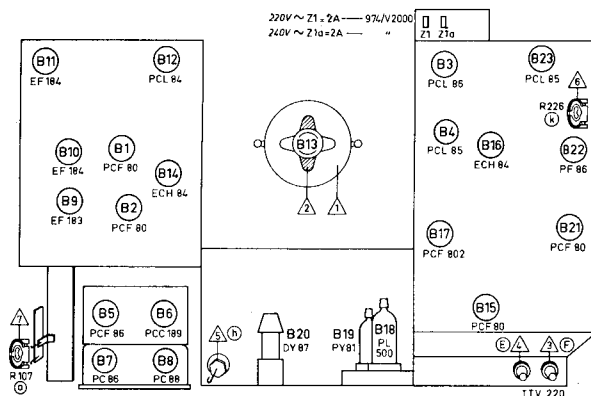 220V ~ Z1 = 2A — 974/V2000
240V ~ Z1a = 2A — "
Z1 Z1a
B11
EF 184
B12
PCL 84
B10
EF 184
B1
PCF 80
B14
ECH 84
B9
EF 183
B2
PCF 80
B13
2
1
B3
PCL 86
B23
PCL 85
6
R226
k
B4
PCL 85
B16
ECH 84
B22
PF 86
B17
PCF 802
B21
PCF 80
B15
PCF 80
B5
PCF 86
B6
PCC 189
B7
PC 86
B8
PC 88
7
R107
5
h
B20
DY 87
B19
PY81
B18
PL
500
E
4
3
F
TTV 220